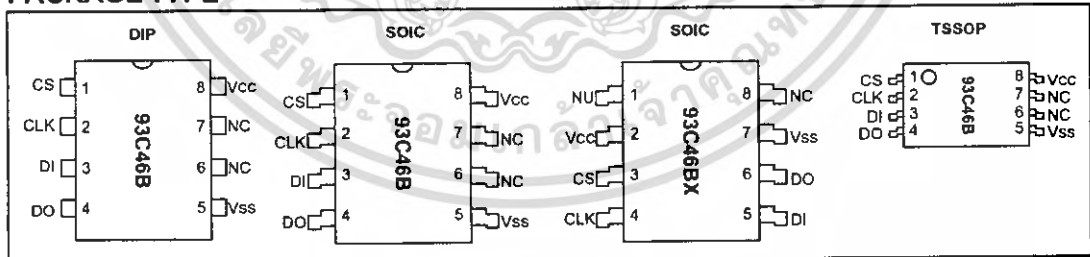 PACKAGE TYPE
DIP
CS 1 8 Vcc
CLK 2 7 NC
DI 3 6 NC
DO 4 5 Vss
93C46B
SOIC
CS 1 8 Vcc
CLK 2 7 NC
DI 3 6 NC
DO 4 5 Vss
93C46B
SOIC
NU 1 8 NC
Vcc 2 7 Vss
CS 3 6 DO
CLK 4 5 DI
93C46BX
TSSOP
CS 1 8 Vcc
CLK 2 7 NC
DI 3 6 NC
DO 4 5 Vss
93C46B